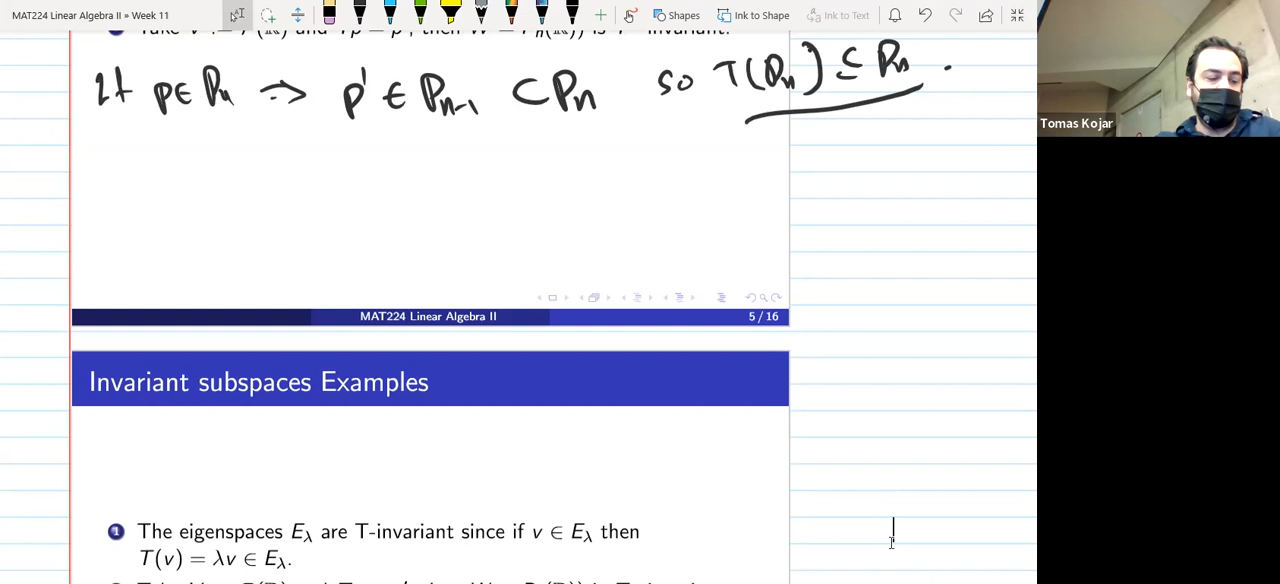 MAT224 Linear Algebra II » Week 11
Shapes
Ink to Shape
Ink to Text
If p ∈ Pn ⇒ p' ∈ Pn-1 ⊂ Pn so T(Pn) ⊆ Pn.
Tomas Kojar
MAT224 Linear Algebra II
5 / 16
Invariant subspaces Examples
1 The eigenspaces Eλ are T-invariant since if v ∈ Eλ then
T(v) = λv ∈ Eλ.